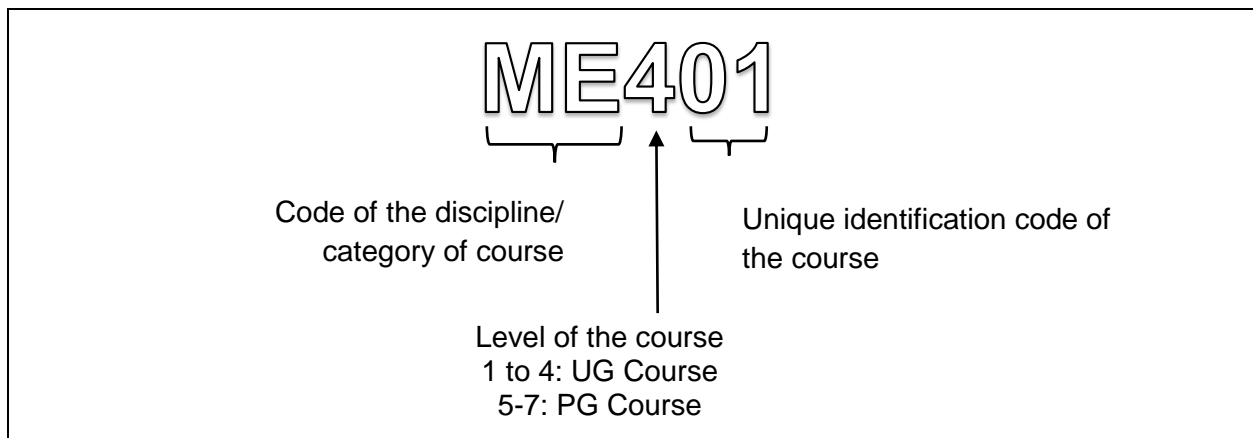 ME401
Code of the discipline/
category of course
Unique identification code of
the course
Level of the course
1 to 4: UG Course
5-7: PG Course